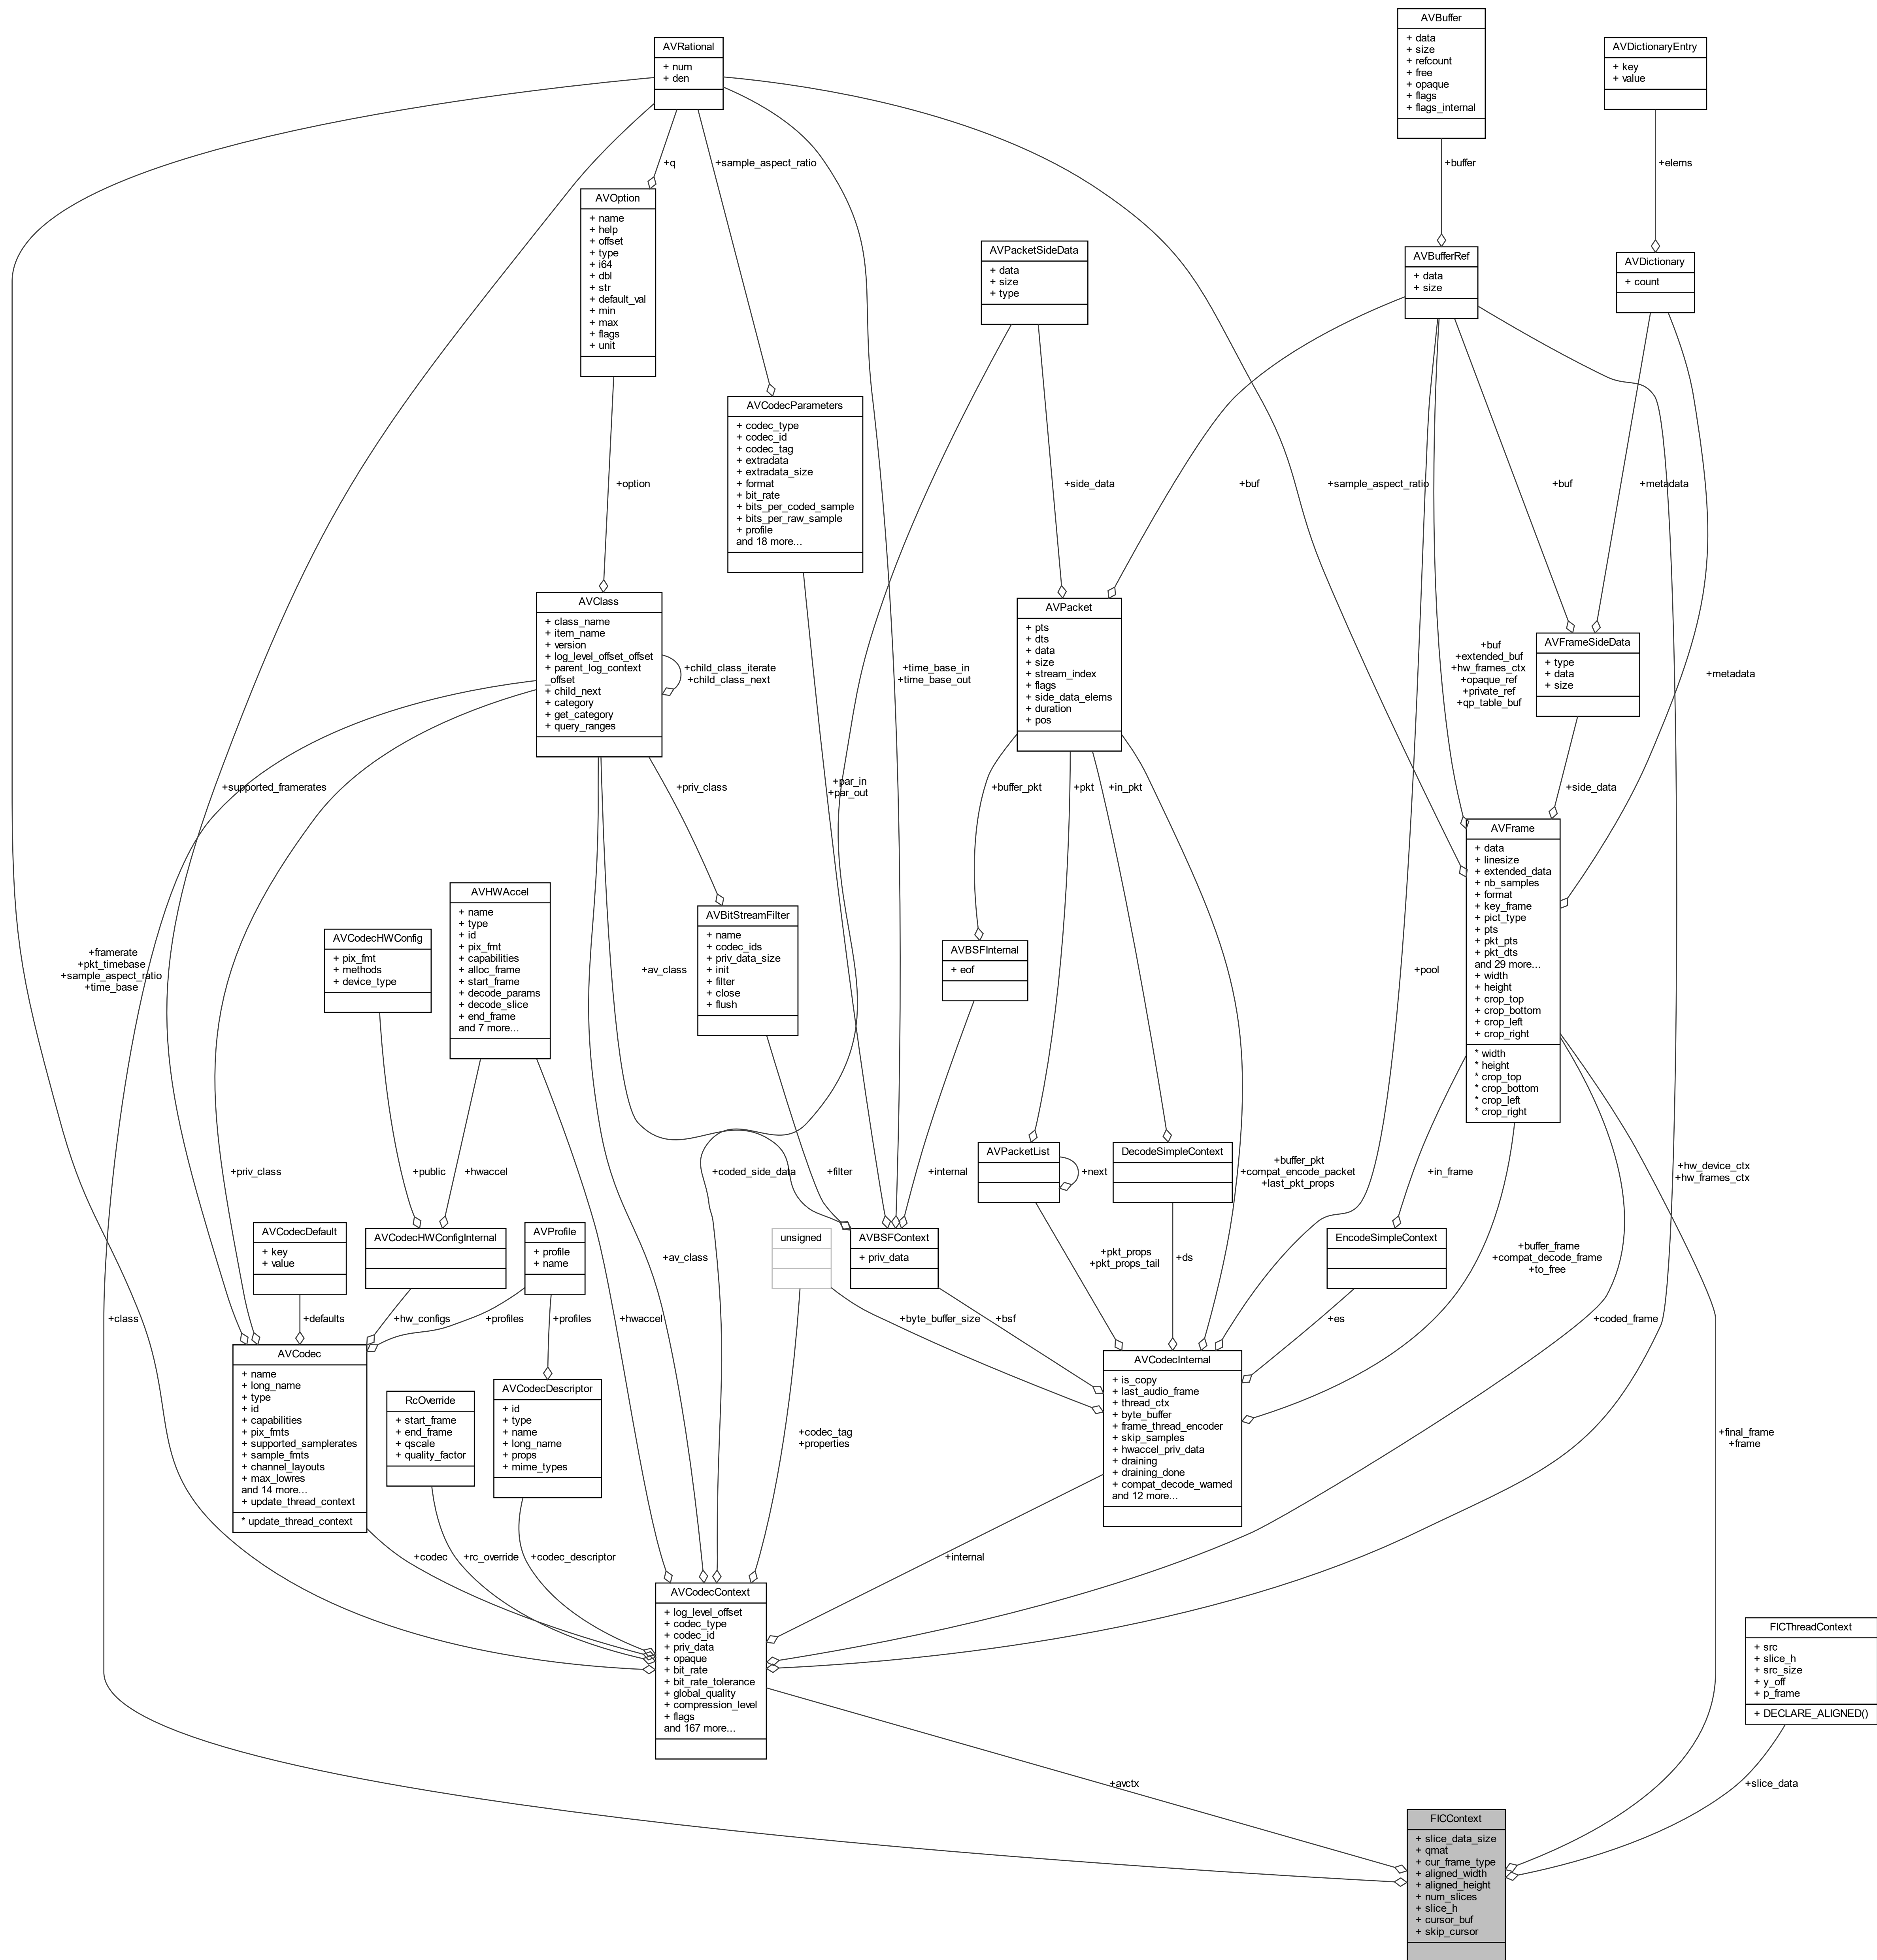 AVBuffer
+ data
+ size
+ refcount
+ free
+ opaque
+ flags
+ flags_internal
AVRational
+ num
+ den
AVDictionaryEntry
+ key
+ value
+q
+sample_aspect_ratio
+buffer
+elems
AVOption
+ name
+ help
+ offset
+ type
+ i64
+ dbl
+ str
+ default_val
+ min
+ max
+ flags
+ unit
AVPacketSideData
+ data
+ size
+ type
AVBufferRef
+ data
+ size
AVDictionary
+ count
AVCodecParameters
+ codec_type
+ codec_id
+ codec_tag
+ extradata
+ extradata_size
+ format
+ bit_rate
+ bits_per_coded_sample
+ bits_per_raw_sample
+ profile
and 18 more...
+option
+side_data
+buf
+sample_aspect_ratio
+buf
+metadata
AVClass
+ class_name
+ item_name
+ version
+ log_level_offset_offset
+ parent_log_context
_offset
+ child_next
+ category
+ get_category
+ query_ranges
+child_class_iterate
+child_class_next
+time_base_in
+time_base_out
AVPacket
+ pts
+ dts
+ data
+ size
+ stream_index
+ flags
+ side_data_elems
+ duration
+ pos
+buf
+extended_buf
+hw_frames_ctx
+opaque_ref
+private_ref
+qp_table_buf
AVFrameSideData
+ type
+ data
+ size
+metadata
+supported_framerates
+priv_class
+par_in
+par_out
+buffer_pkt
+pkt
+in_pkt
+side_data
AVFrame
+ data
+ linesize
+ extended_data
+ nb_samples
+ format
+ key_frame
+ pict_type
+ pts
+ pkt_pts
+ pkt_dts
and 29 more...
+ width
+ height
+ crop_top
+ crop_bottom
+ crop_left
+ crop_right
* width
* height
* crop_top
* crop_bottom
* crop_left
* crop_right
+framerate
+pkt_timebase
+sample_aspect_ratio
+time_base
AVCodecHWConfig
+ pix_fmt
+ methods
+ device_type
AVHWAccel
+ name
+ type
+ id
+ pix_fmt
+ capabilities
+ alloc_frame
+ start_frame
+ decode_params
+ decode_slice
+ end_frame
and 7 more...
+av_class
AVBitStreamFilter
+ name
+ codec_ids
+ priv_data_size
+ init
+ filter
+ close
+ flush
AVBSFInternal
+ eof
+pool
+priv_class
+public
+hwaccel
+coded_side_data
+filter
+internal
AVPacketList
+next
DecodeSimpleContext
+buffer_pkt
+compat_encode_packet
+last_pkt_props
+in_frame
+hw_device_ctx
+hw_frames_ctx
AVCodecDefault
+ key
+ value
AVCodecHWConfigInternal
AVProfile
+ profile
+ name
+av_class
unsigned
AVBSFContext
+ priv_data
+pkt_props
+pkt_props_tail
+ds
EncodeSimpleContext
+buffer_frame
+compat_decode_frame
+to_free
+class
+defaults
+hw_configs
+profiles
+profiles
+hwaccel
+byte_buffer_size
+bsf
+es
+coded_frame
AVCodec
+ name
+ long_name
+ type
+ id
+ capabilities
+ pix_fmts
+ supported_samplerates
+ sample_fmts
+ channel_layouts
+ max_lowres
and 14 more...
+ update_thread_context
* update_thread_context
RcOverride
+ start_frame
+ end_frame
+ qscale
+ quality_factor
AVCodecDescriptor
+ id
+ type
+ name
+ long_name
+ props
+ mime_types
+codec_tag
+properties
AVCodecInternal
+ is_copy
+ last_audio_frame
+ thread_ctx
+ byte_buffer
+ frame_thread_encoder
+ skip_samples
+ hwaccel_priv_data
+ draining
+ draining_done
+ compat_decode_warned
and 12 more...
+final_frame
+frame
+codec
+rc_override
+codec_descriptor
+internal
AVCodecContext
+ log_level_offset
+ codec_type
+ codec_id
+ priv_data
+ opaque
+ bit_rate
+ bit_rate_tolerance
+ global_quality
+ compression_level
+ flags
and 167 more...
FICThreadContext
+ src
+ slice_h
+ src_size
+ y_off
+ p_frame
+ DECLARE_ALIGNED()
+avctx
+slice_data
FICContext
+ slice_data_size
+ qmat
+ cur_frame_type
+ aligned_width
+ aligned_height
+ num_slices
+ slice_h
+ cursor_buf
+ skip_cursor